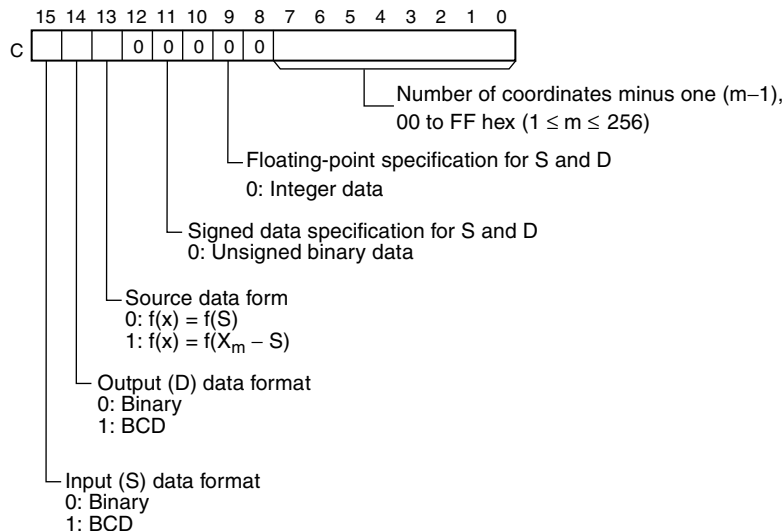 15 14 13 12 11 10 9 8 7 6 5 4 3 2 1 0
C 0 0 0 0 0
Number of coordinates minus one (m−1),
00 to FF hex (1 ≤ m ≤ 256)
Floating-point specification for S and D
0: Integer data
Signed data specification for S and D
0: Unsigned binary data
Source data form
0: f(x) = f(S)
1: f(x) = f(Xm − S)
Output (D) data format
0: Binary
1: BCD
Input (S) data format
0: Binary
1: BCD